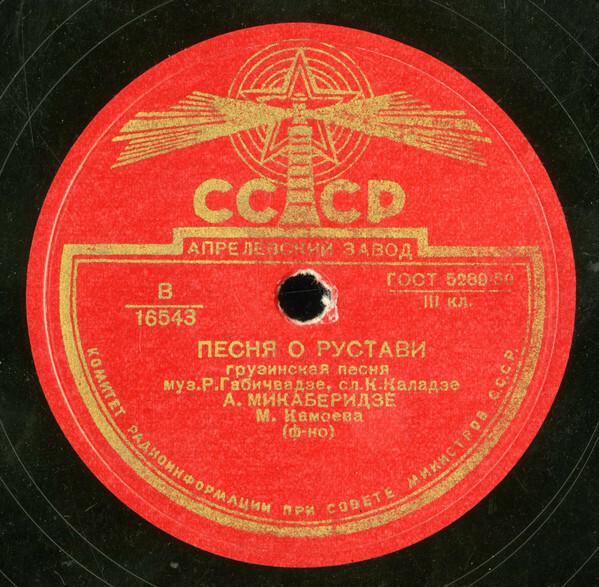 СССР
АПРЕЛЕВСКИЙ ЗАВОД
В
16543
ГОСТ 5289-50
III кл.
ПЕСНЯ О РУСТАВИ
грузинская песня
муз.Р.Габичвадзе, сл.К.Каладзе
А. МИКАБЕРИДЗЕ
М. Камоева
(ф-но)
КОМИТЕТ РАДИОИНФОРМАЦИИ ПРИ СОВЕТЕ МИНИСТРОВ СССР.